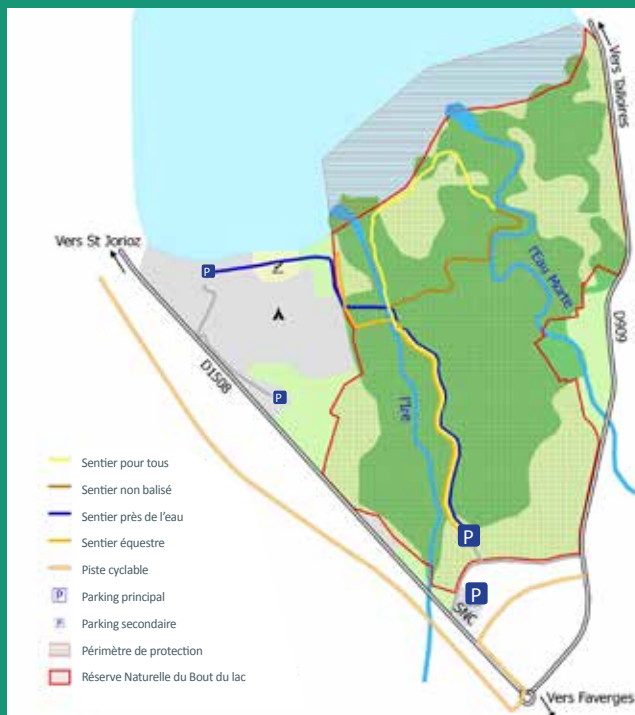 Vers Talloires
Vers St Jorioz
P
l'Eau Morte
D909
D1508
P
l'Ire
Sentier pour tous
Sentier non balisé
Sentier près de l'eau
Sentier équestre
Piste cyclable
P Parking principal
P Parking secondaire
Périmètre de protection
Réserve Naturelle du Bout du lac
P
P
SNC
Vers Faverges